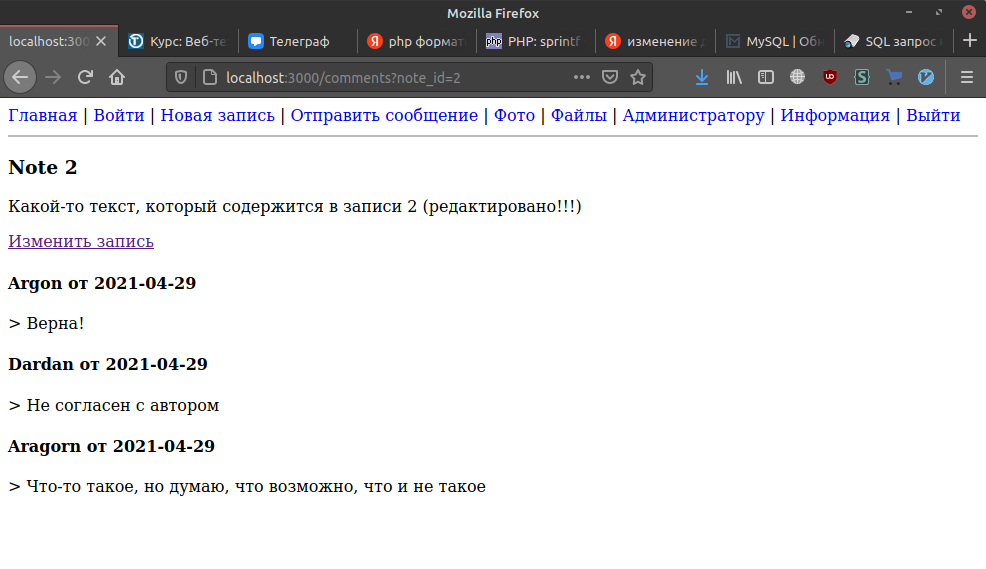 Mozilla Firefox
localhost:300 Курс: Веб-те Телеграф php формат PHP: sprintf изменение MySQL | Обн SQL запрос
localhost:3000/comments?note_id=2
Главная | Войти | Новая запись | Отправить сообщение | Фото | Файлы | Администратору | Информация | Выйти
Note 2
Какой-то текст, который содержится в записи 2 (редактировано!!!)
Изменить запись
Argon от 2021-04-29
> Верна!
Dardan от 2021-04-29
> Не согласен с автором
Aragorn от 2021-04-29
> Что-то такое, но думаю, что возможно, что и не такое